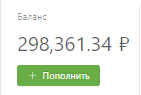 Баланс
298,361.34 ₽
+ Пополнить